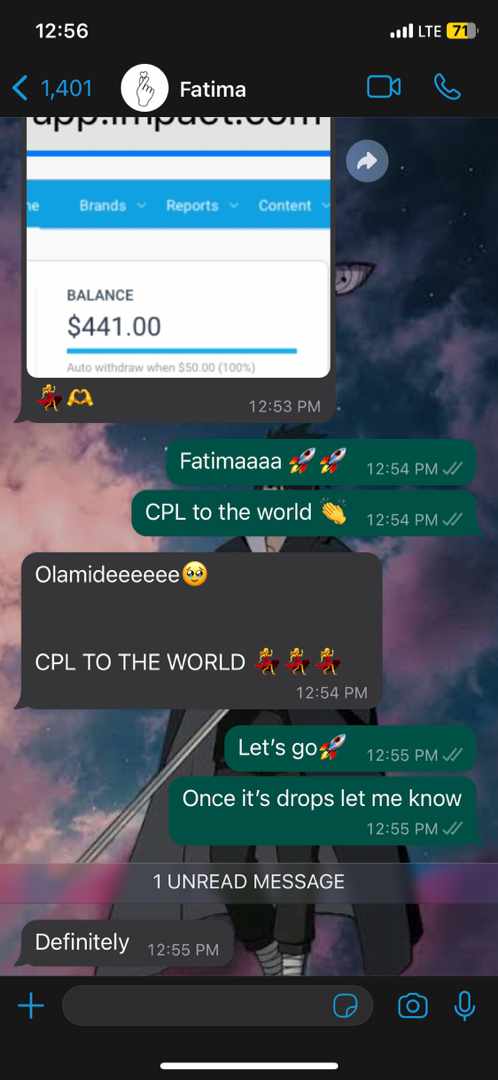 12:56
LTE 71
1,401
Fatima
app.impact.com
Brands Reports Content
BALANCE
$441.00
Auto withdraw when $50.00 (100%)
💃🫶
12:53 PM
Fatimaaaa 🚀🚀
12:54 PM
CPL to the world 👏
12:54 PM
Olamideeeeee🥹
CPL TO THE WORLD 💃💃💃
12:54 PM
Let’s go🚀
12:55 PM
Once it’s drops let me know
12:55 PM
1 UNREAD MESSAGE
Definitely
12:55 PM